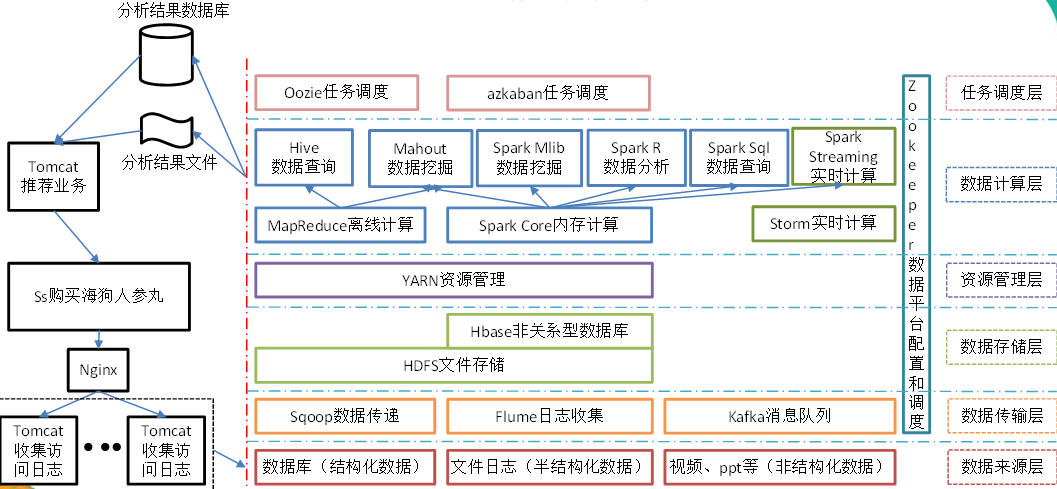 分析结果数据库
分析结果文件
Tomcat
推荐业务
Ss购买海狗人参丸
Nginx
Tomcat
收集访
问日志
Tomcat
收集访
问日志
Oozie任务调度
azkaban任务调度
任务调度层
Hive
数据查询
Mahout
数据挖掘
Spark Mlib
数据挖掘
Spark R
数据分析
Spark Sql
数据查询
Spark
Streaming
实时计算
数据计算层
MapReduce离线计算
Spark Core内存计算
Storm实时计算
YARN资源管理
资源管理层
Hbase非关系型数据库
HDFS文件存储
数据存储层
Sqoop数据传递
Flume日志收集
Kafka消息队列
数据传输层
数据库（结构化数据）
文件日志（半结构化数据）
视频、ppt等（非结构化数据）
数据来源层
Zookeeper数据平台配置和调度